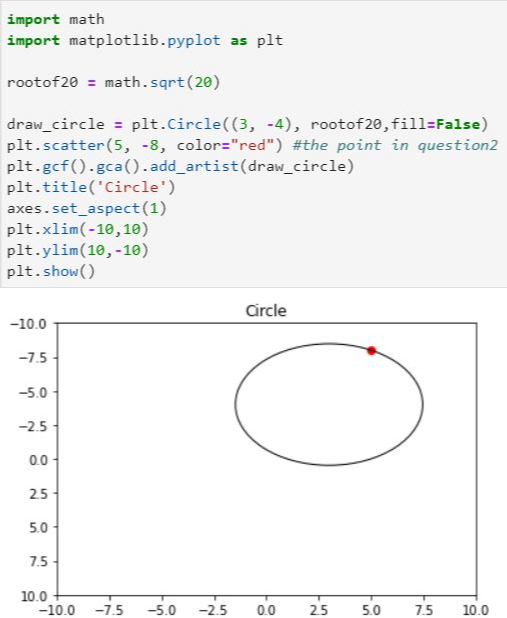 import math
import matplotlib.pyplot as plt
rootof20 = math.sqrt(20)
draw_circle = plt.Circle((3, -4), rootof20,fill=False)
plt.scatter(5, -8, color="red") #the point in question2
plt.gcf().gca().add_artist(draw_circle)
plt.title('Circle')
axes.set_aspect(1)
plt.xlim(-10,10)
plt.ylim(10,-10)
plt.show()
Circle
−10.0
−7.5
−5.0
−2.5
0.0
2.5
5.0
7.5
10.0
−10.0 −7.5 −5.0 −2.5 0.0 2.5 5.0 7.5 10.0